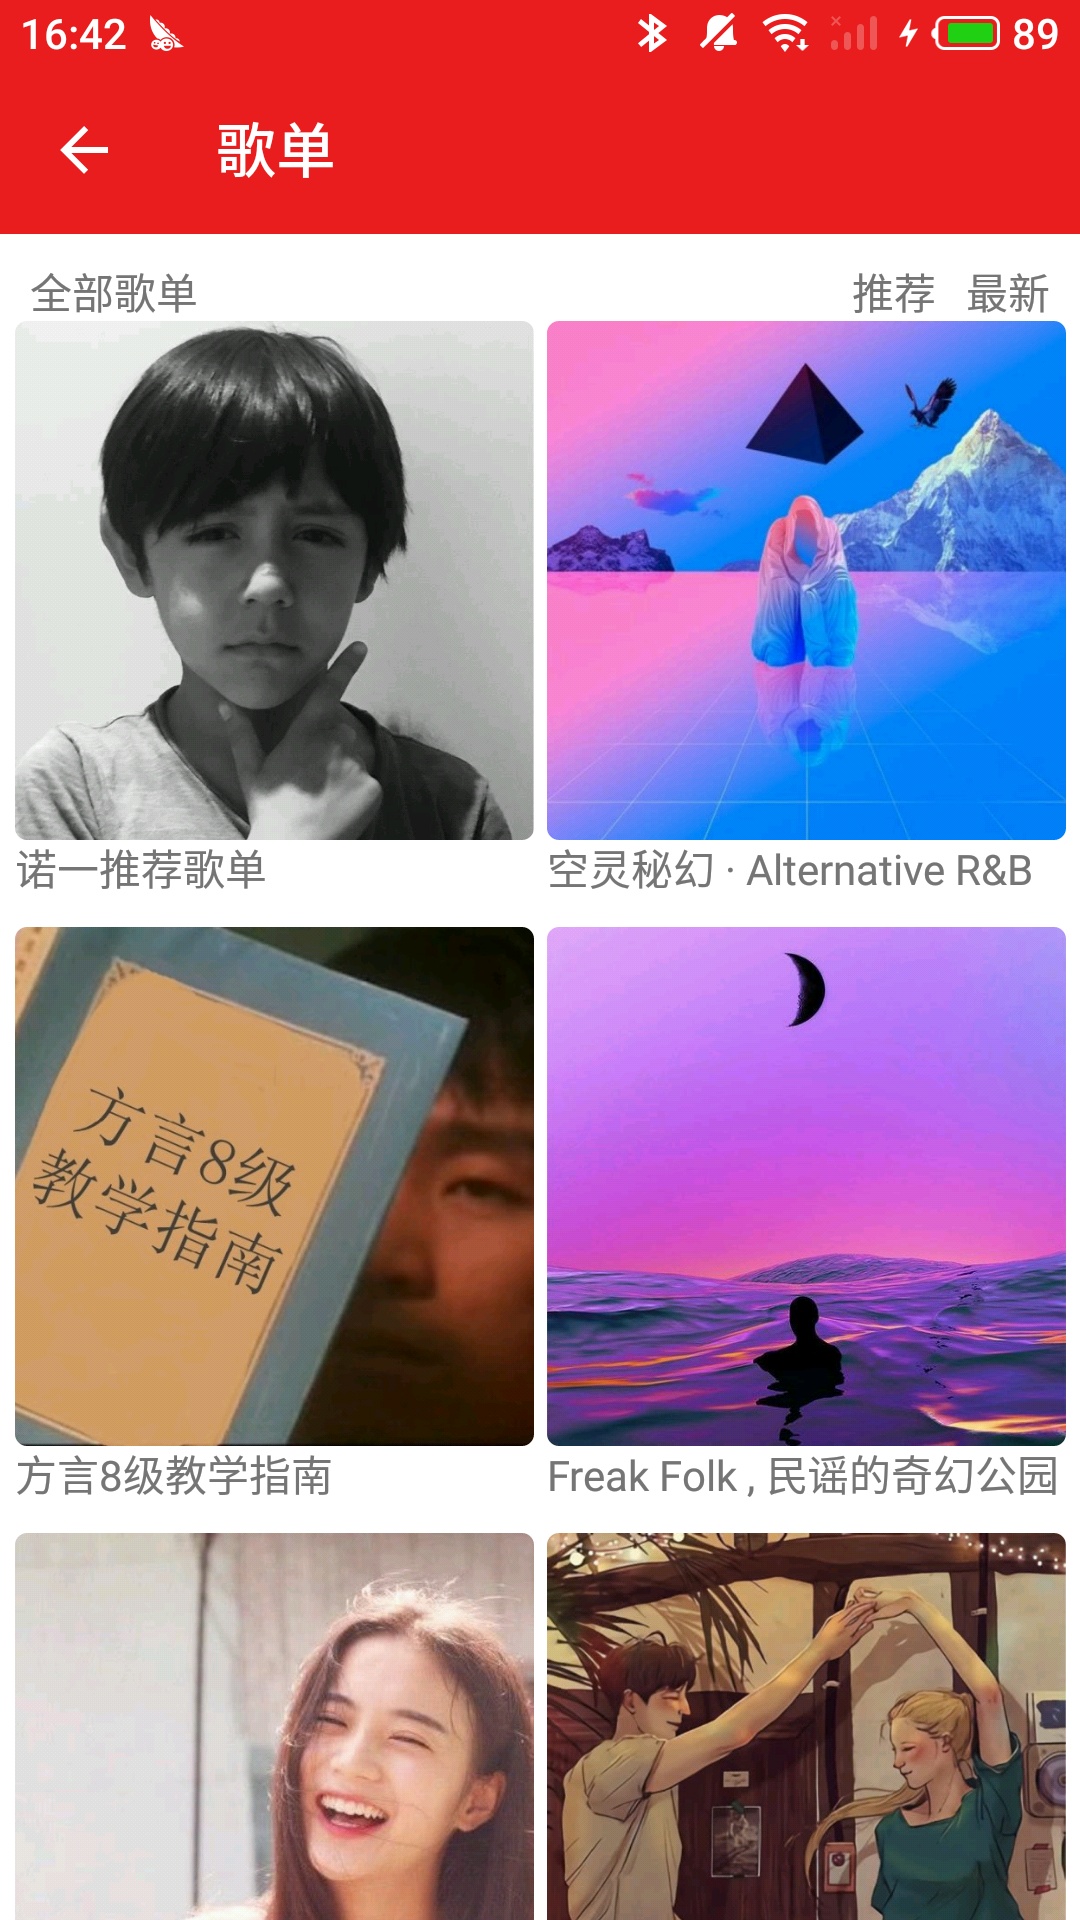 16:42
89
歌单
全部歌单 推荐 最新
诺一推荐歌单
空灵秘幻 · Alternative R&B
方言8级
教学指南
方言8级教学指南
Freak Folk , 民谣的奇幻公园